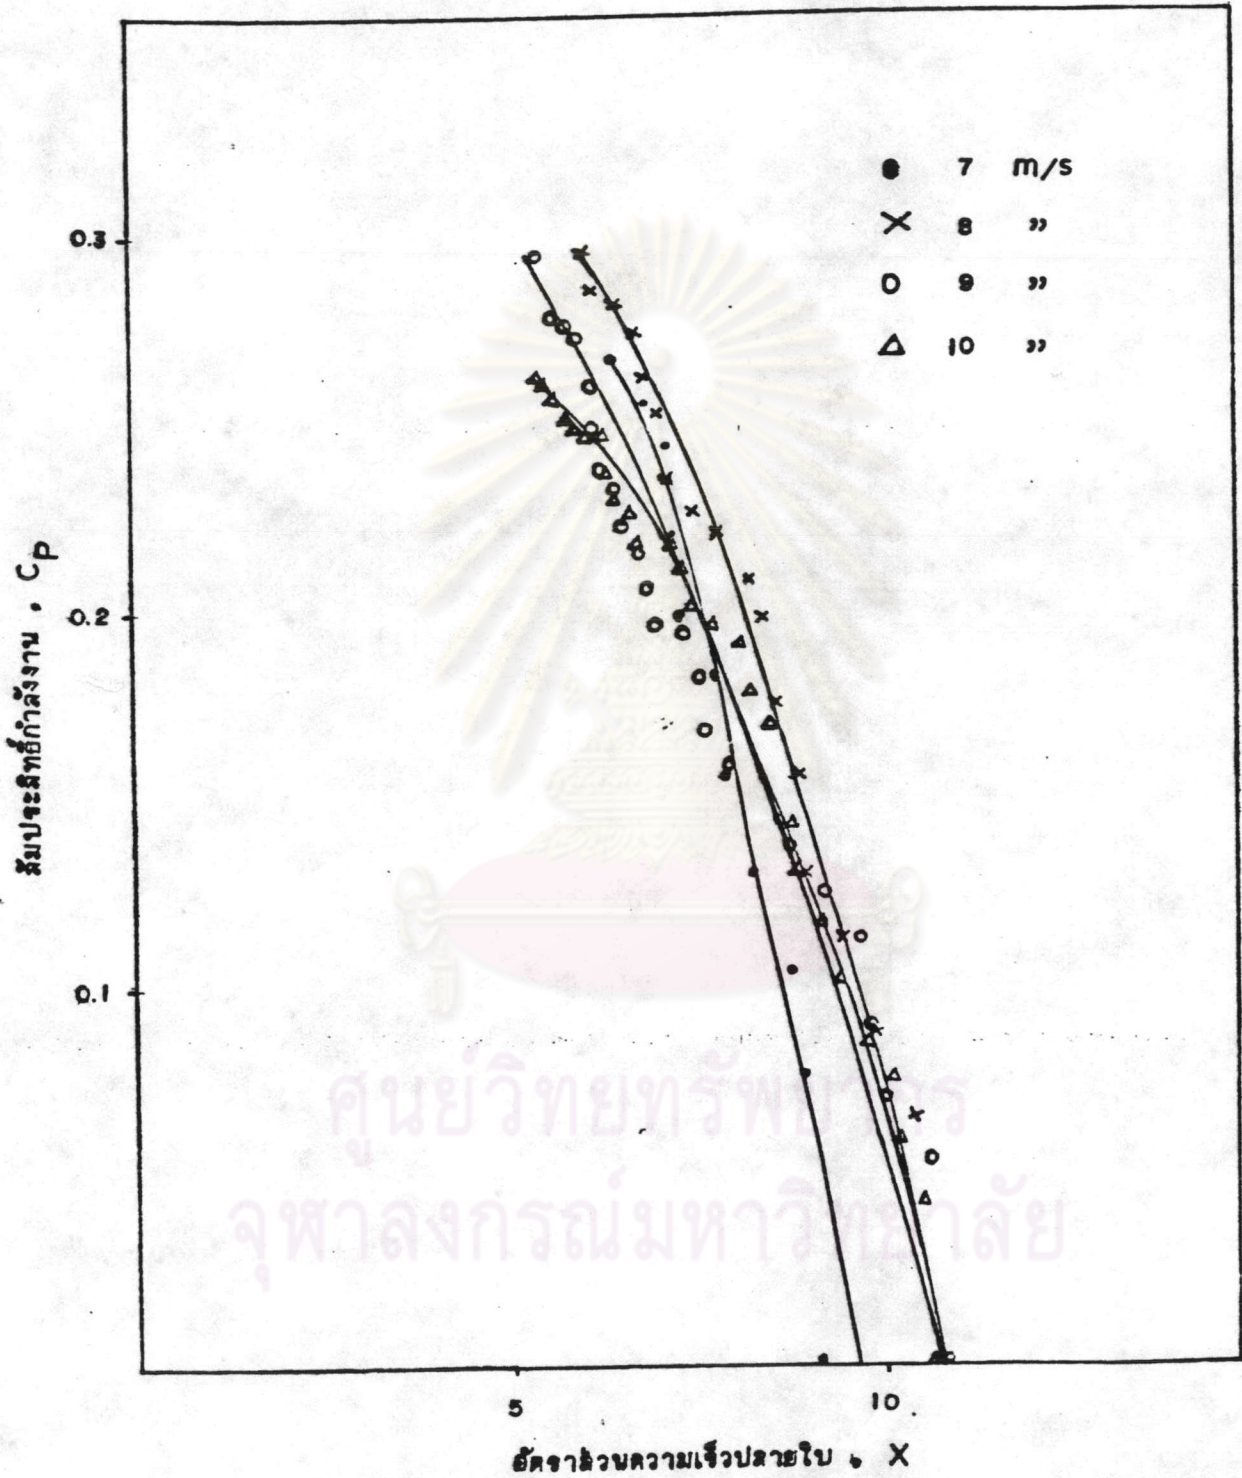 ● 7 m/s
× 8 ”
○ 9 ”
△ 10 ”
0.3
0.2
0.1
สัมประสิทธิ์กำลังงาน , Cp
ศูนย์วิทยทรัพยากร
จุฬาลงกรณ์มหาวิทยาลัย
5
10
อัตราส่วนความเร็วปลายใบ , X